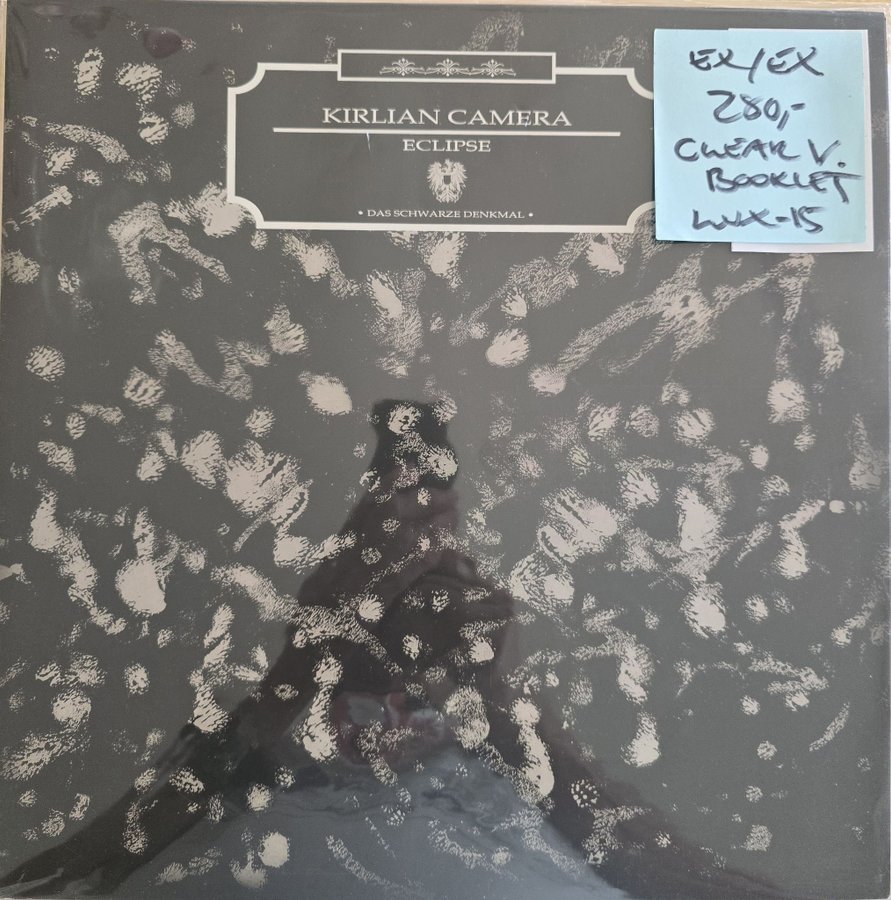 KIRLIAN CAMERA
ECLIPSE
• DAS SCHWARZE DENKMAL •
EX/EX
280,-
CLEAR V.
BOOKLET
LUX-15